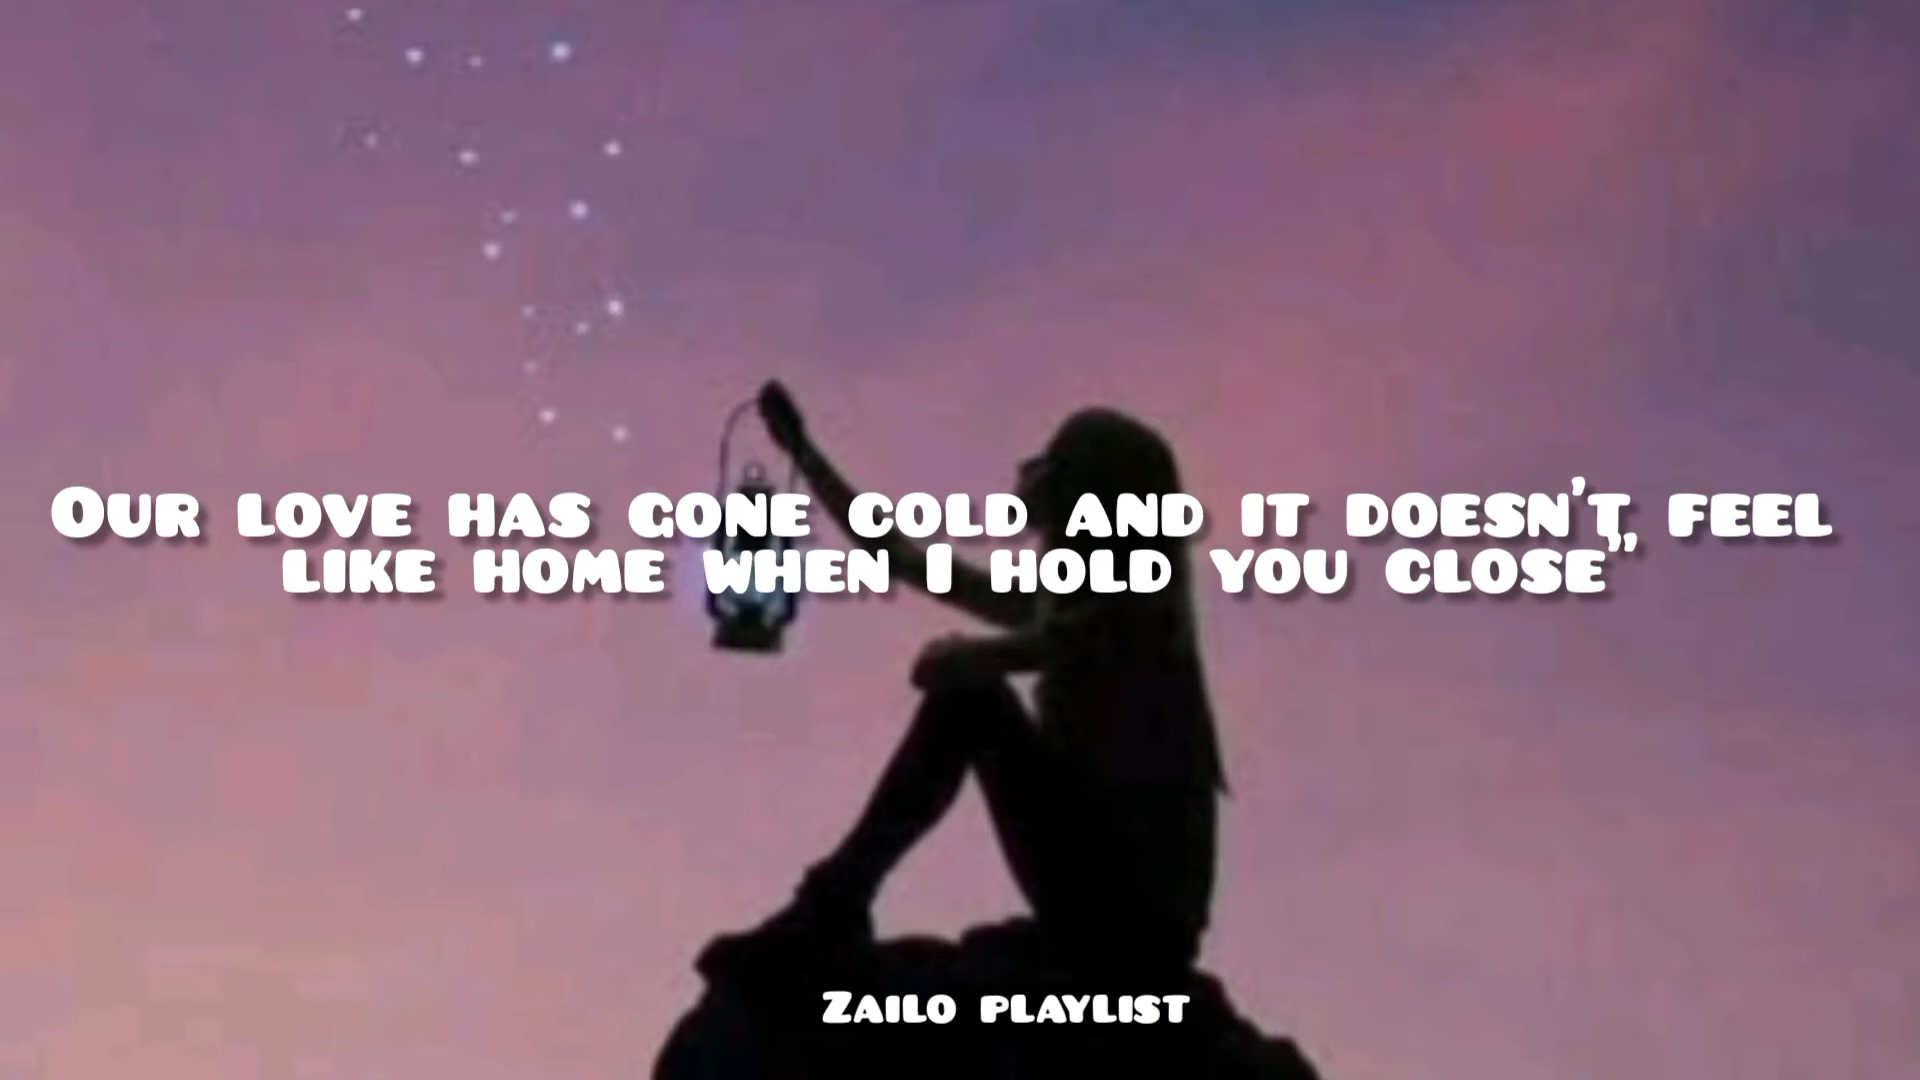 Our love has gone cold and it doesn't feel
like home when I hold you close”
Zailo playlist